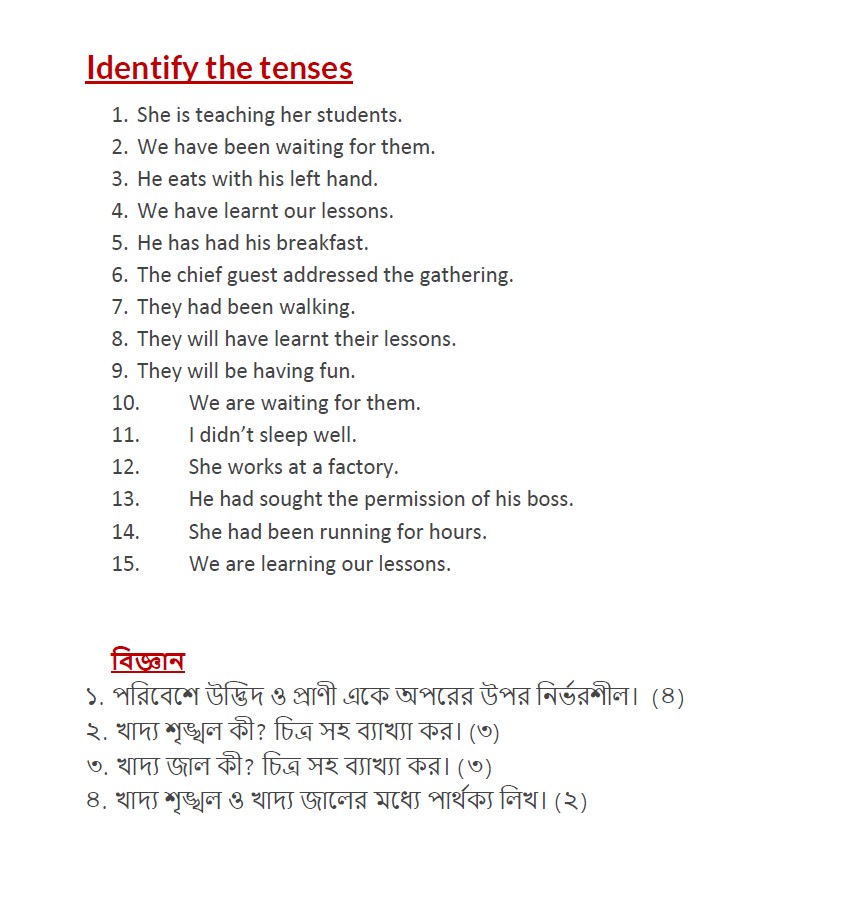 Identify the tenses
1. She is teaching her students.
2. We have been waiting for them.
3. He eats with his left hand.
4. We have learnt our lessons.
5. He has had his breakfast.
6. The chief guest addressed the gathering.
7. They had been walking.
8. They will have learnt their lessons.
9. They will be having fun.
10. We are waiting for them.
11. I didn’t sleep well.
12. She works at a factory.
13. He had sought the permission of his boss.
14. She had been running for hours.
15. We are learning our lessons.
বিজ্ঞান
১. পরিবেশে উদ্ভিদ ও প্রাণী একে অপরের উপর নির্ভরশীল। (৪)
২. খাদ্য শৃঙ্খল কী? চিত্র সহ ব্যাখ্যা কর। (৩)
৩. খাদ্য জাল কী? চিত্র সহ ব্যাখ্যা কর। (৩)
৪. খাদ্য শৃঙ্খল ও খাদ্য জালের মধ্যে পার্থক্য লিখ। (২)